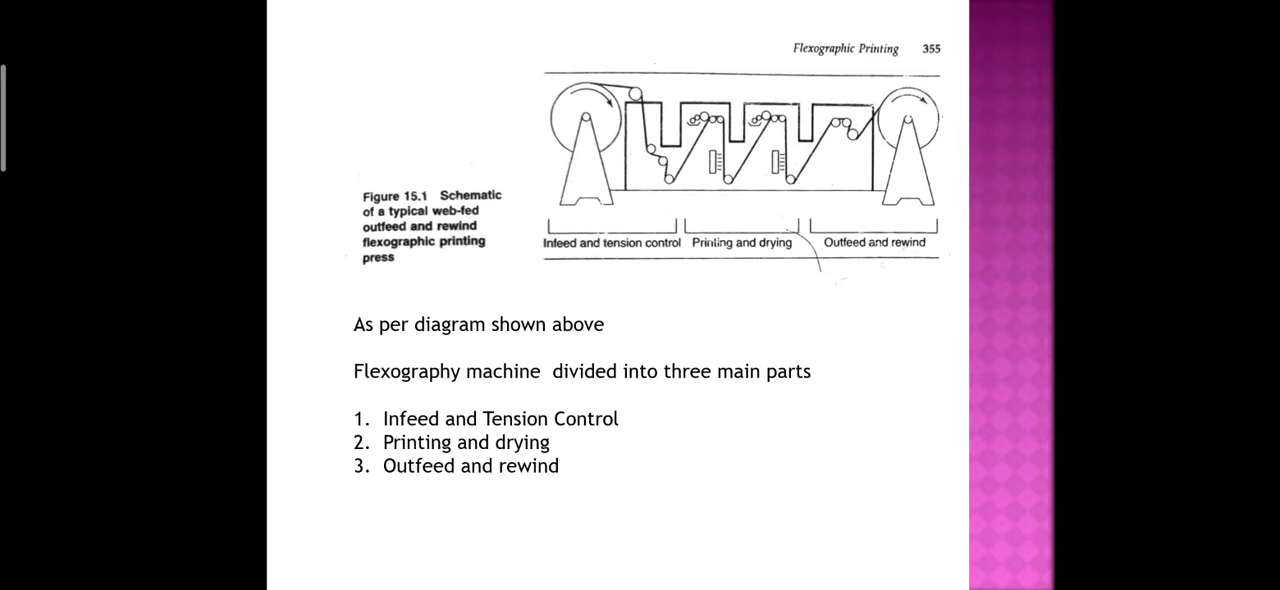 Flexographic Printing 355
Figure 15.1 Schematic
of a typical web-fed
outfeed and rewind
flexographic printing
press
Infeed and tension control Printing and drying Outfeed and rewind
As per diagram shown above
Flexography machine divided into three main parts
1. Infeed and Tension Control
2. Printing and drying
3. Outfeed and rewind